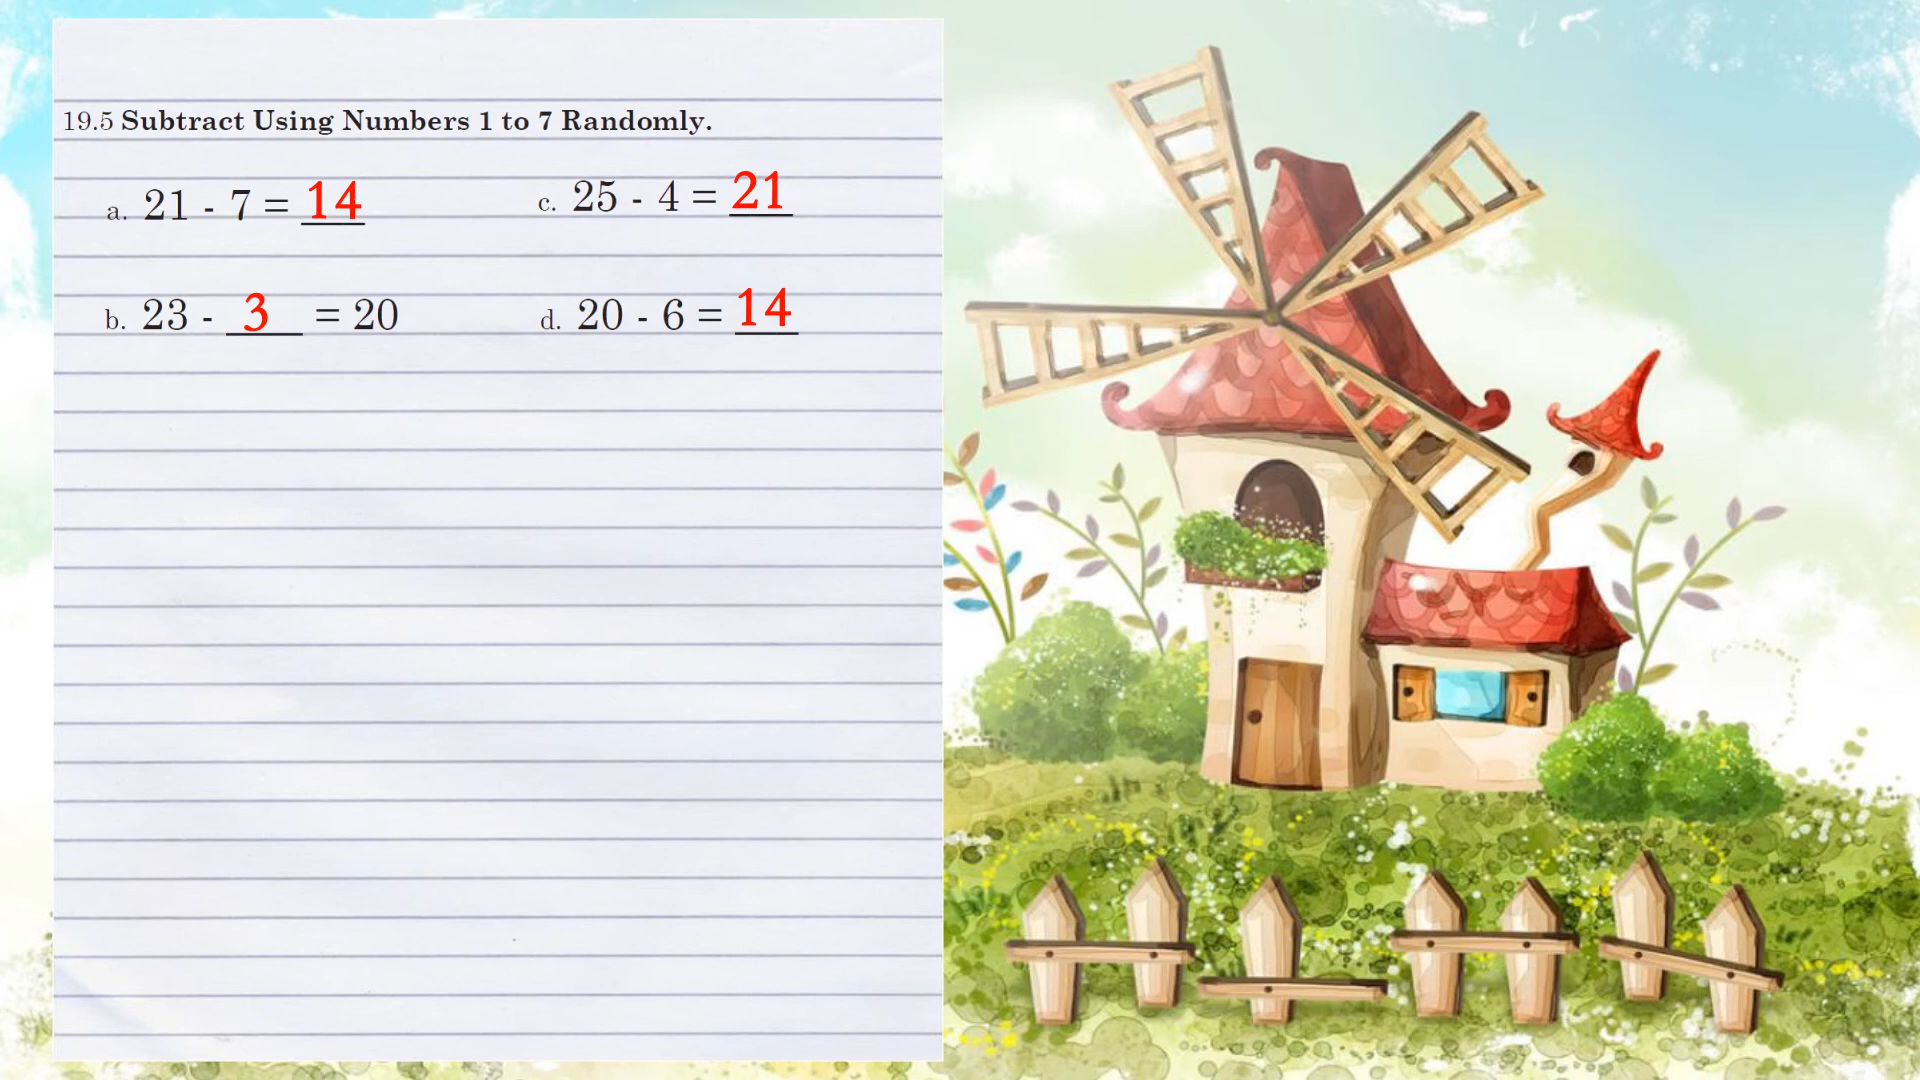 19.5 Subtract Using Numbers 1 to 7 Randomly.
a. 21 - 7 = 14
c. 25 - 4 = 21
b. 23 - 3 = 20
d. 20 - 6 = 14